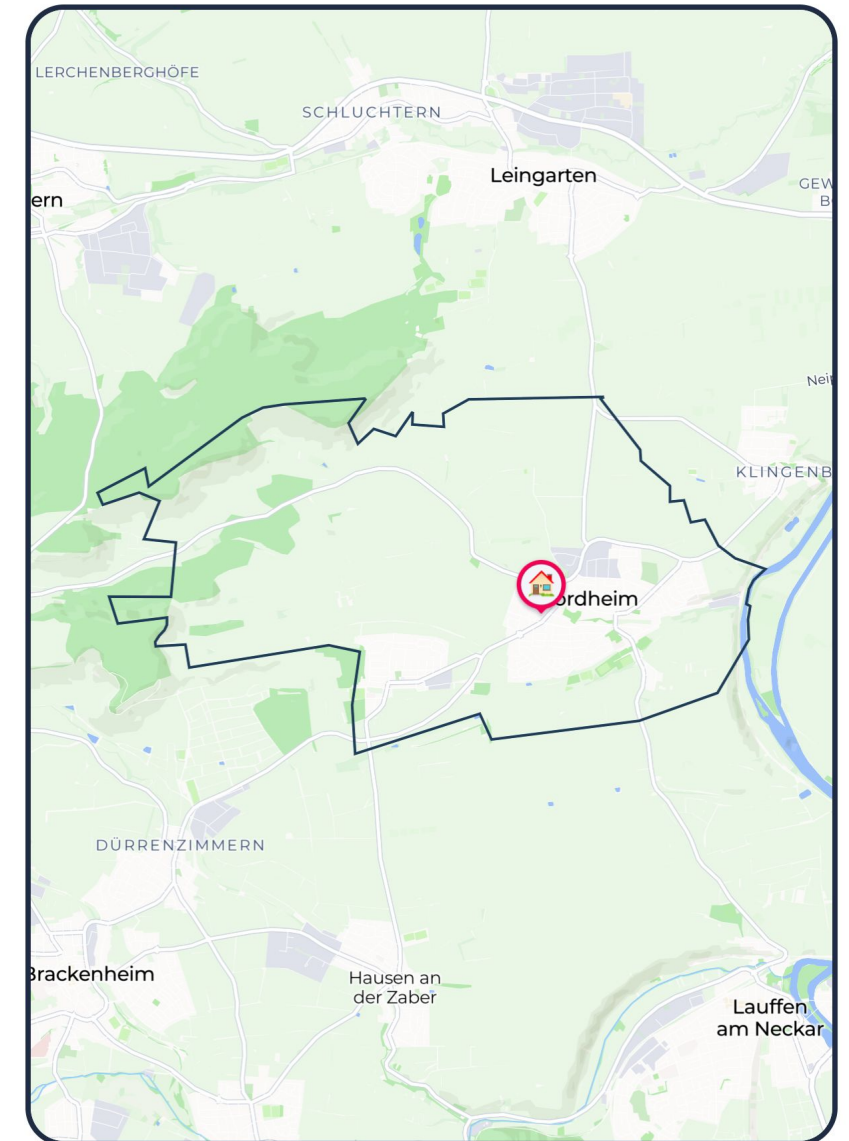 LERCHENBERGHÖFE
SCHLUCHTERN
Leingarten
GEW
B
ern
Nei
KLINGENB
ordheim
DÜRRENZIMMERN
Brackenheim
Hausen an
der Zaber
Lauffen
am Neckar